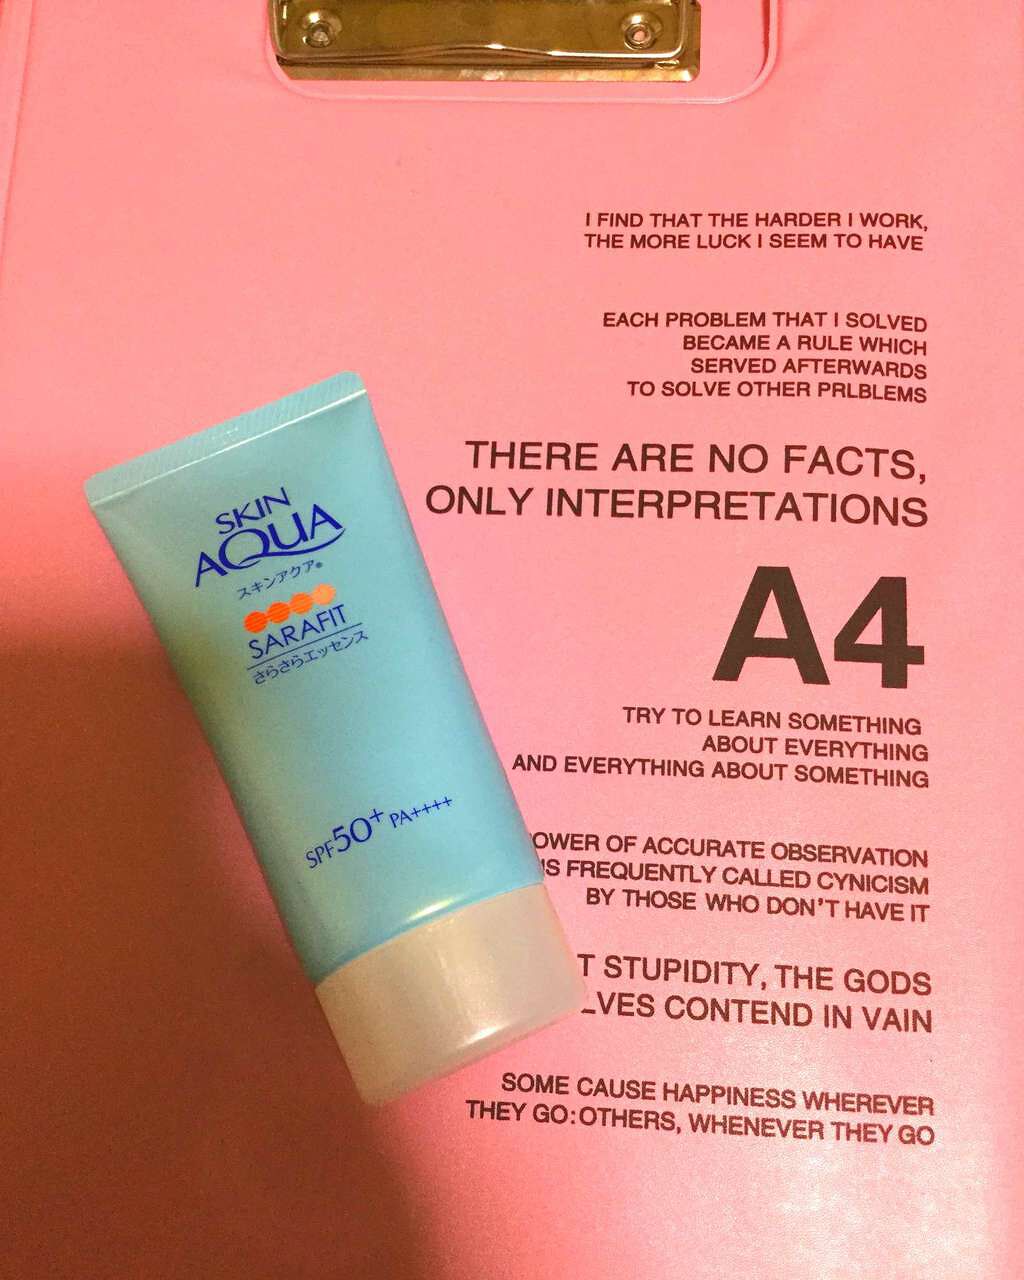 I FIND THAT THE HARDER I WORK,
THE MORE LUCK I SEEM TO HAVE
EACH PROBLEM THAT I SOLVED
BECAME A RULE WHICH
SERVED AFTERWARDS
TO SOLVE OTHER PRLBLEMS
THERE ARE NO FACTS,
ONLY INTERPRETATIONS
A4
TRY TO LEARN SOMETHING
ABOUT EVERYTHING
AND EVERYTHING ABOUT SOMETHING
OWER OF ACCURATE OBSERVATION
IS FREQUENTLY CALLED CYNICISM
BY THOSE WHO DON'T HAVE IT
T STUPIDITY, THE GODS
LVES CONTEND IN VAIN
SOME CAUSE HAPPINESS WHEREVER
THEY GO:OTHERS, WHENEVER THEY GO
SKIN
AQUA
スキンアクア®
SARAFIT
さらさらエッセンス
SPF50+ PA++++